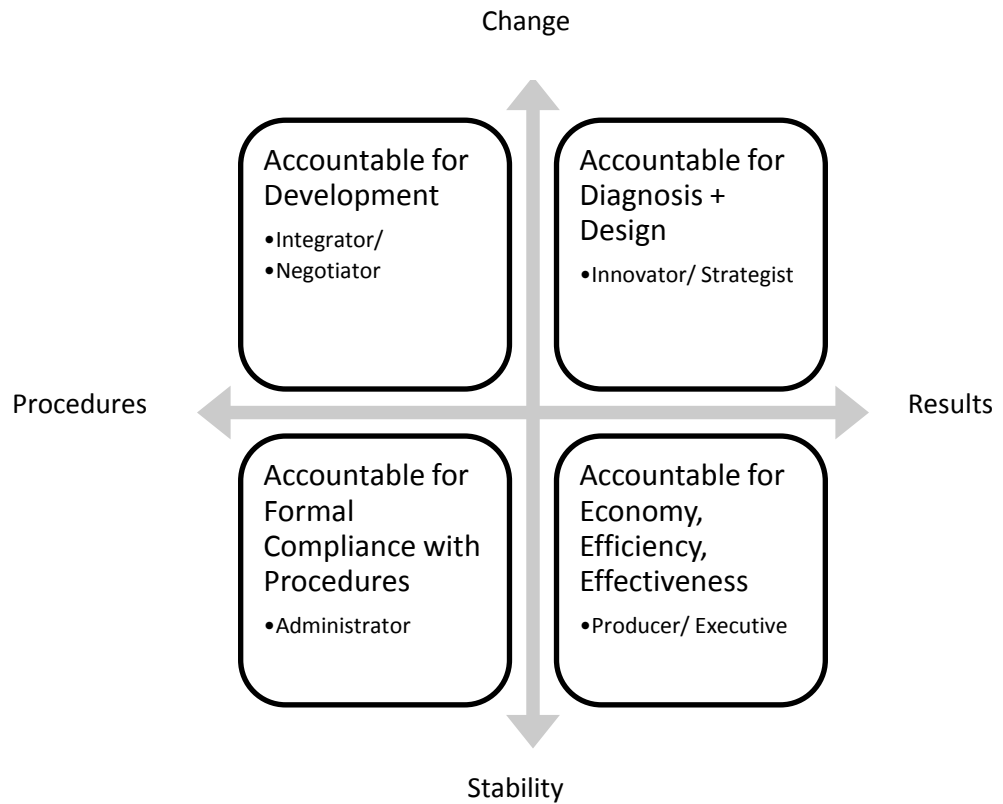 Change
Accountable for
Development
•Integrator/
•Negotiator
Accountable for
Diagnosis +
Design
•Innovator/ Strategist
Procedures
Results
Accountable for
Formal
Compliance with
Procedures
•Administrator
Accountable for
Economy,
Efficiency,
Effectiveness
•Producer/ Executive
Stability